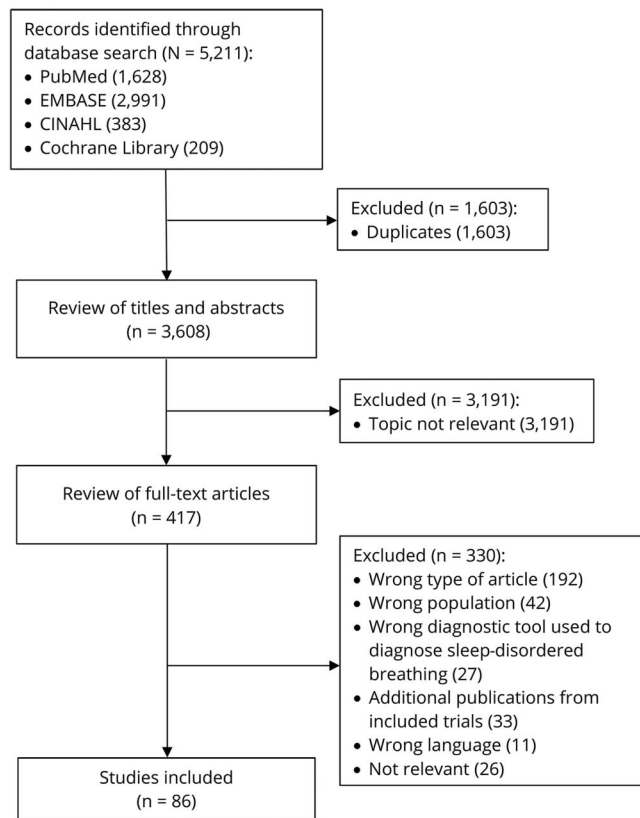 Records identified through
database search (N = 5,211):
• PubMed (1,628)
• EMBASE (2,991)
• CINAHL (383)
• Cochrane Library (209)
Excluded (n = 1,603):
• Duplicates (1,603)
Review of titles and abstracts
(n = 3,608)
Excluded (n = 3,191):
• Topic not relevant (3,191)
Review of full-text articles
(n = 417)
Excluded (n = 330):
• Wrong type of article (192)
• Wrong population (42)
• Wrong diagnostic tool used to
diagnose sleep-disordered
breathing (27)
• Additional publications from
included trials (33)
• Wrong language (11)
• Not relevant (26)
Studies included
(n = 86)